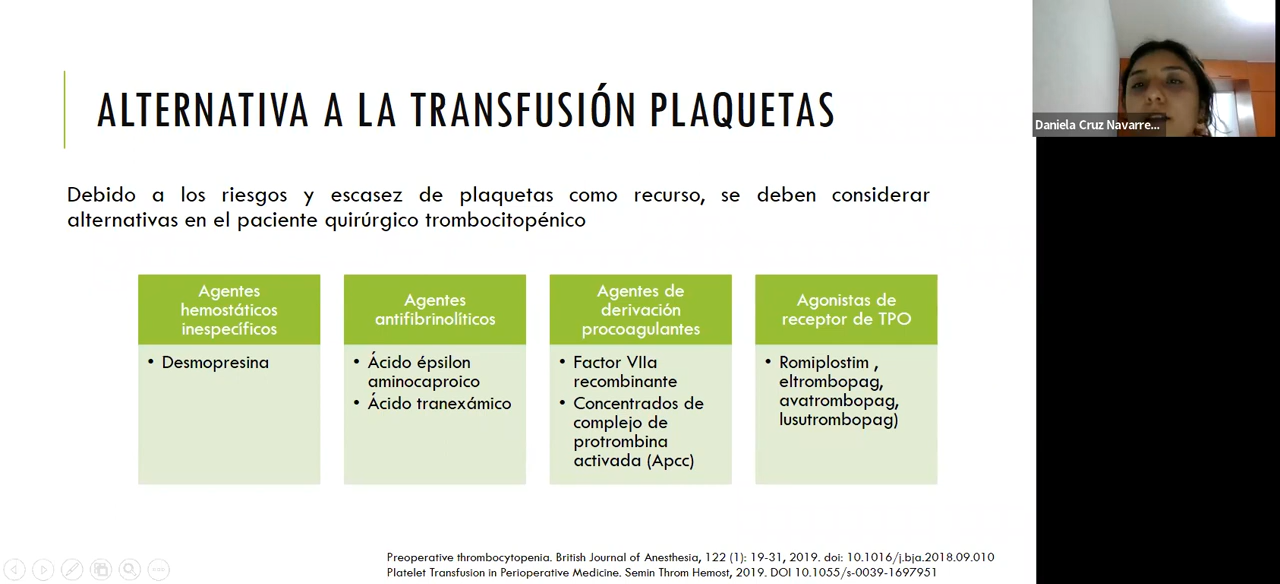 ALTERNATIVA A LA TRANSFUSIÓN PLAQUETAS
Daniela Cruz Navarre...
Debido a los riesgos y escasez de plaquetas como recurso, se deben considerar
alternativas en el paciente quirúrgico trombocitopénico
Agentes
hemostáticos
inespecíficos
• Desmopresina
Agentes
antifibrinolíticos
• Ácido épsilon
aminocaproico
• Ácido tranexámico
Agentes de
derivación
procoagulantes
• Factor VIIa
recombinante
• Concentrados de
complejo de
protrombina
activada (Apcc)
Agonistas de
receptor de TPO
• Romiplostim ,
eltrombopag,
avatrombopag,
lusutrombopag)
Preoperative thrombocytopenia. British Journal of Anesthesia, 122 (1): 19-31, 2019. doi: 10.1016/j.bja.2018.09.010
Platelet Transfusion in Perioperative Medicine. Semin Throm Hemost, 2019. DOI 10.1055/s-0039-1697951